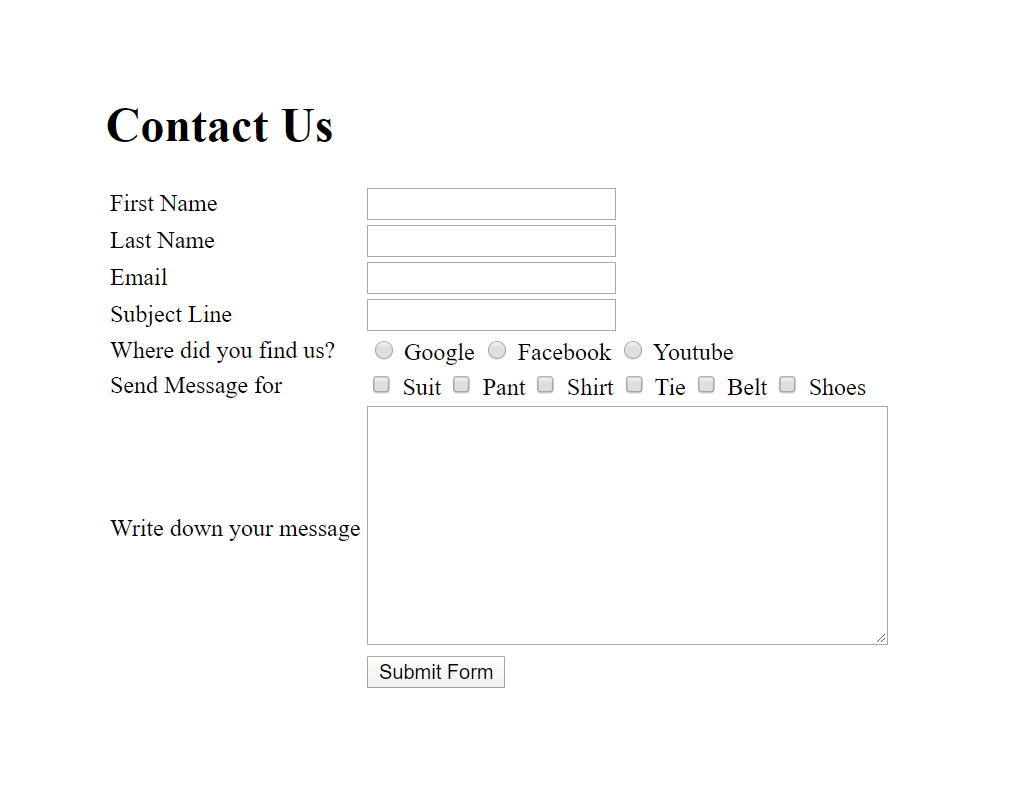 Contact Us
First Name
Last Name
Email
Subject Line
Where did you find us? Google Facebook Youtube
Send Message for Suit Pant Shirt Tie Belt Shoes
Write down your message
Submit Form